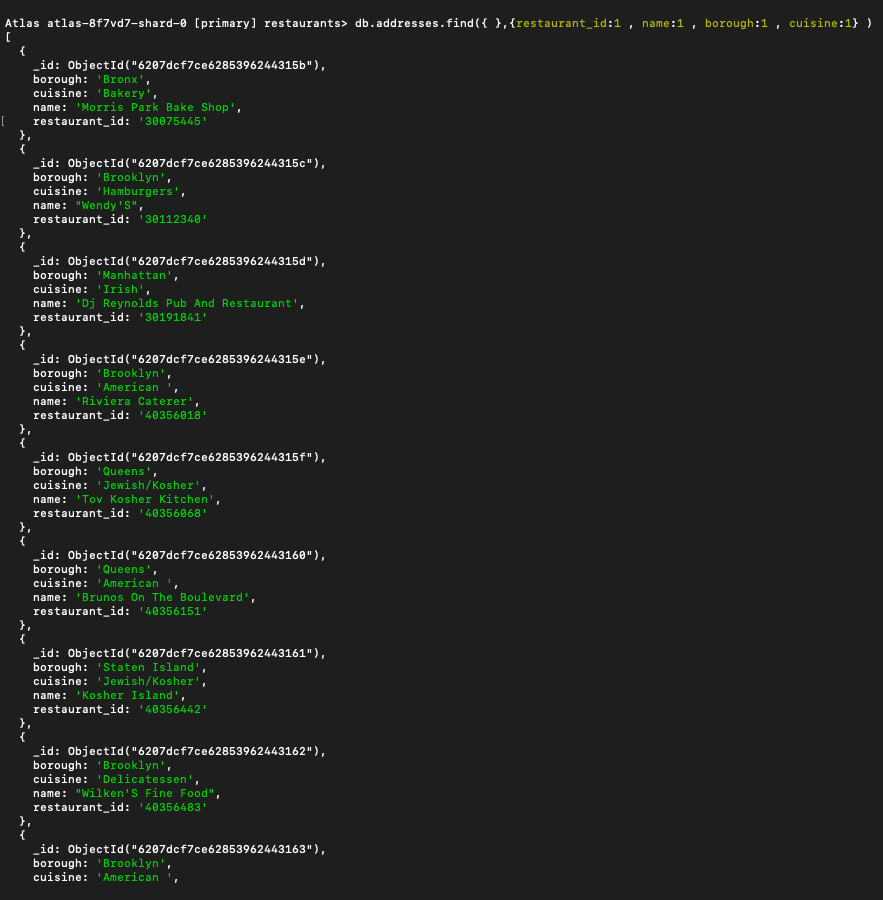 Atlas atlas-8f7vd7-shard-0 [primary] restaurants> db.addresses.find({ },{restaurant_id:1 , name:1 , borough:1 , cuisine:1} )
[
  {
    _id: ObjectId("6207dcf7ce6285396244315b"),
    borough: 'Bronx',
    cuisine: 'Bakery',
    name: 'Morris Park Bake Shop',
[   restaurant_id: '30075445'
  },
  {
    _id: ObjectId("6207dcf7ce6285396244315c"),
    borough: 'Brooklyn',
    cuisine: 'Hamburgers',
    name: "Wendy'S",
    restaurant_id: '30112340'
  },
  {
    _id: ObjectId("6207dcf7ce6285396244315d"),
    borough: 'Manhattan',
    cuisine: 'Irish',
    name: 'Dj Reynolds Pub And Restaurant',
    restaurant_id: '30191841'
  },
  {
    _id: ObjectId("6207dcf7ce6285396244315e"),
    borough: 'Brooklyn',
    cuisine: 'American ',
    name: 'Riviera Caterer',
    restaurant_id: '40356018'
  },
  {
    _id: ObjectId("6207dcf7ce6285396244315f"),
    borough: 'Queens',
    cuisine: 'Jewish/Kosher',
    name: 'Tov Kosher Kitchen',
    restaurant_id: '40356068'
  },
  {
    _id: ObjectId("6207dcf7ce62853962443160"),
    borough: 'Queens',
    cuisine: 'American ',
    name: 'Brunos On The Boulevard',
    restaurant_id: '40356151'
  },
  {
    _id: ObjectId("6207dcf7ce62853962443161"),
    borough: 'Staten Island',
    cuisine: 'Jewish/Kosher',
    name: 'Kosher Island',
    restaurant_id: '40356442'
  },
  {
    _id: ObjectId("6207dcf7ce62853962443162"),
    borough: 'Brooklyn',
    cuisine: 'Delicatessen',
    name: "Wilken'S Fine Food",
    restaurant_id: '40356483'
  },
  {
    _id: ObjectId("6207dcf7ce62853962443163"),
    borough: 'Brooklyn',
    cuisine: 'American ',